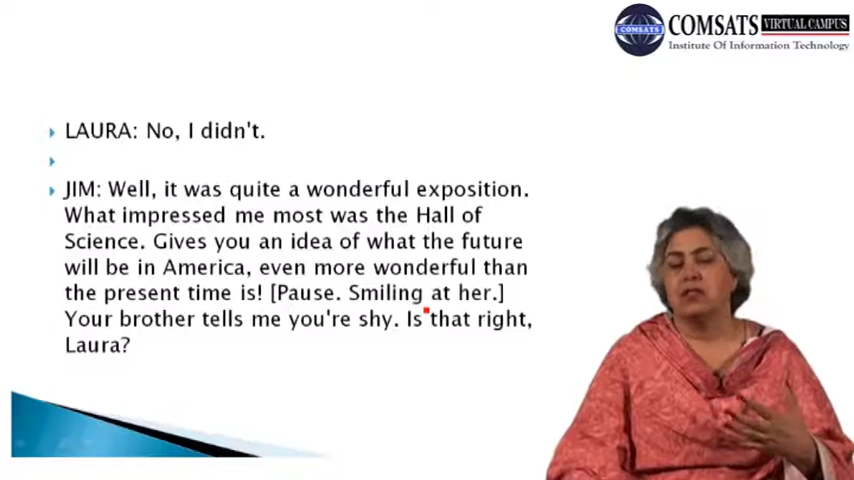 COMSATS VIRTUAL CAMPUS
COMSATS
Institute Of Information Technology
LAURA: No, I didn't.
JIM: Well, it was quite a wonderful exposition.
What impressed me most was the Hall of
Science. Gives you an idea of what the future
will be in America, even more wonderful than
the present time is! [Pause. Smiling at her.]
Your brother tells me you're shy. Is that right,
Laura?